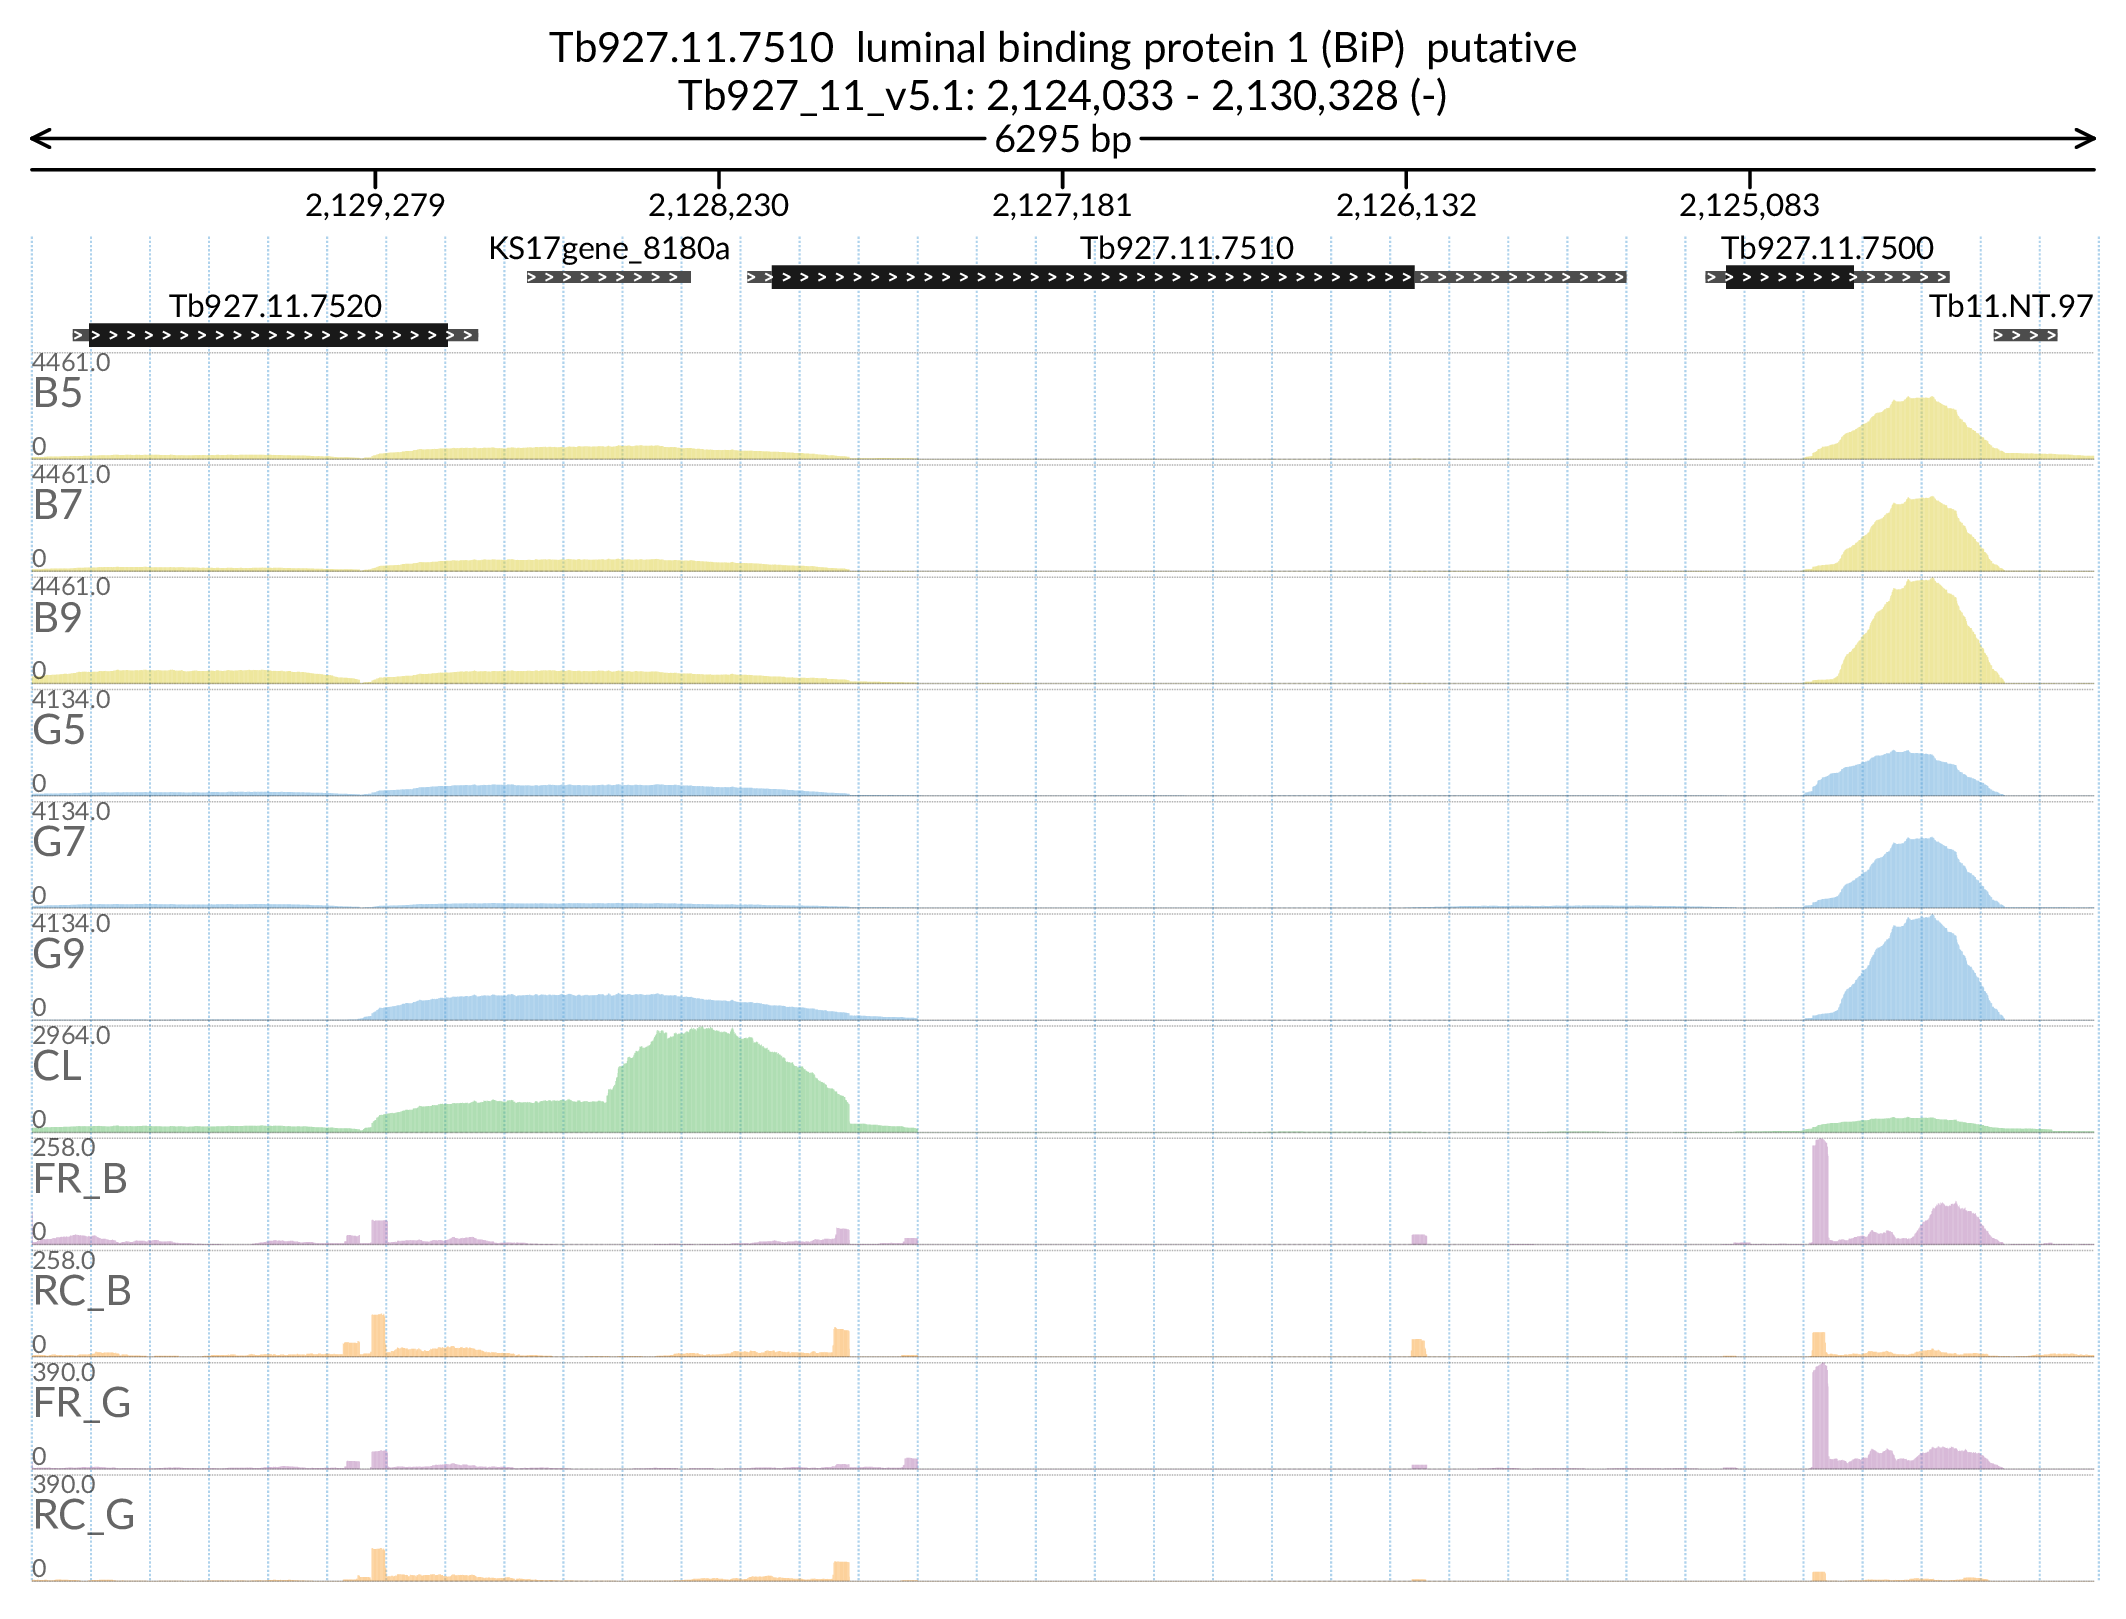 Tb927.11.7510 luminal binding protein 1 (BiP) putative
Tb927_11_v5.1: 2,124,033 - 2,130,328 (-)
6295 bp
2,129,279 2,128,230 2,127,181 2,126,132 2,125,083
KS17gene_8180a Tb927.11.7510 Tb927.11.7500
Tb927.11.7520 Tb11.NT.97
4461.0
B5
0
4461.0
B7
0
4461.0
B9
0
4134.0
G5
0
4134.0
G7
0
4134.0
G9
0
2964.0
CL
0
258.0
FR_B
0
258.0
RC_B
0
390.0
FR_G
0
390.0
RC_G
0